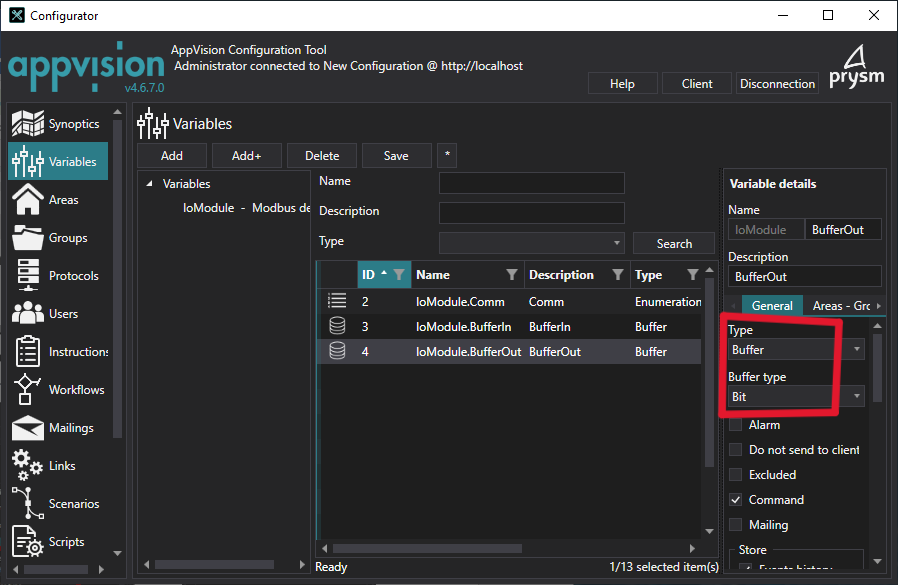 Configurator
appvision
v4.6.7.0
AppVision Configuration Tool
Administrator connected to New Configuration @ http://localhost
Help
Client
Disconnection
prysm
Synoptics
Variables
Areas
Groups
Protocols
Users
Instructions
Workflows
Mailings
Links
Scenarios
Scripts
Variables
Add
Add+
Delete
Save
*
Variables
IoModule - Modbus de
Name
Description
Type
Search
ID Name Description Type
2 IoModule.Comm Comm Enumeration
3 IoModule.BufferIn BufferIn Buffer
4 IoModule.BufferOut BufferOut Buffer
Ready
1/13 selected item(s)
Variable details
Name
IoModule BufferOut
Description
BufferOut
General Areas - Gro
Type
Buffer
Buffer type
Bit
Alarm
Do not send to client
Excluded
Command
Mailing
Store
Events history